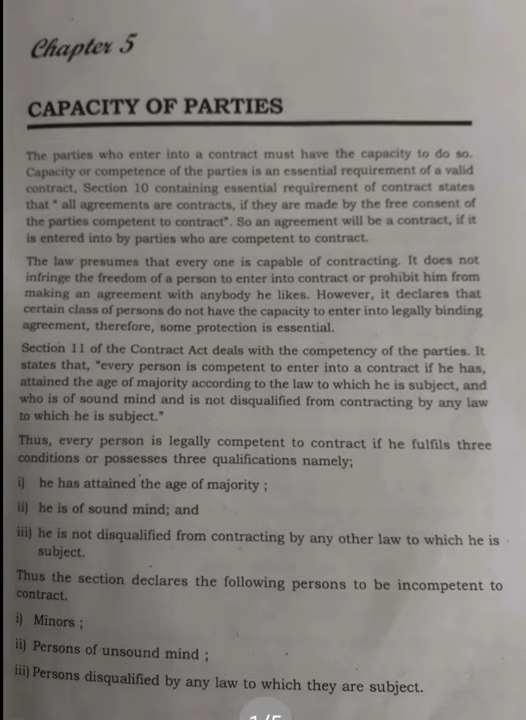 Chapter 5
CAPACITY OF PARTIES
The parties who enter into a contract must have the capacity to do so.
Capacity or competence of the parties is an essential requirement of a valid
contract, Section 10 containing essential requirement of contract states
that " all agreements are contracts, if they are made by the free consent of
the parties competent to contract". So an agreement will be a contract, if it
is entered into by parties who are competent to contract.
The law presumes that every one is capable of contracting. It does not
infringe the freedom of a person to enter into contract or prohibit him from
making an agreement with anybody he likes. However, it declares that
certain class of persons do not have the capacity to enter into legally binding
agreement, therefore, some protection is essential.
Section 11 of the Contract Act deals with the competency of the parties. It
states that, "every person is competent to enter into a contract if he has,
attained the age of majority according to the law to which he is subject, and
who is of sound mind and is not disqualified from contracting by any law
to which he is subject."
Thus, every person is legally competent to contract if he fulfils three
conditions or possesses three qualifications namely;
i) he has attained the age of majority ;
ii) he is of sound mind; and
iii) he is not disqualified from contracting by any other law to which he is
subject.
Thus the section declares the following persons to be incompetent to
contract.
i) Minors ;
ii) Persons of unsound mind ;
iii) Persons disqualified by any law to which they are subject.
1/5